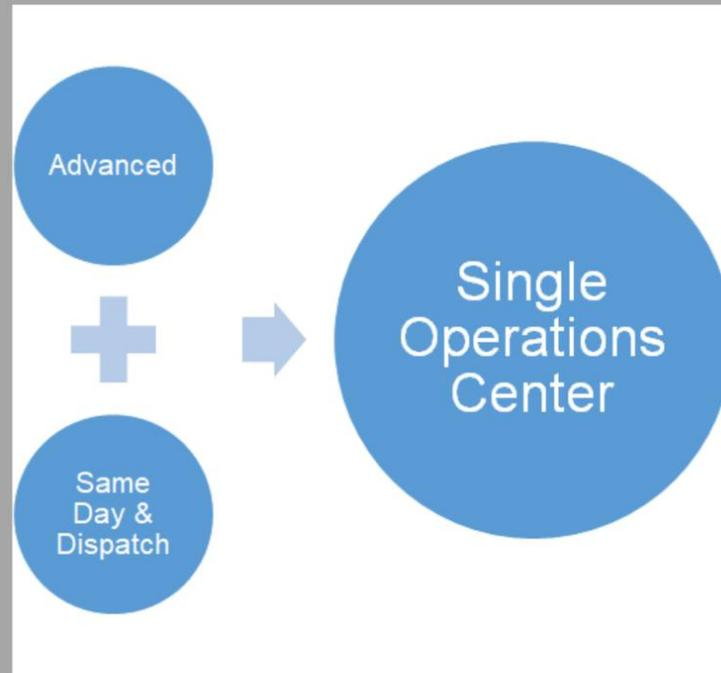 Advanced
Same
Day &
Dispatch
Single
Operations
Center